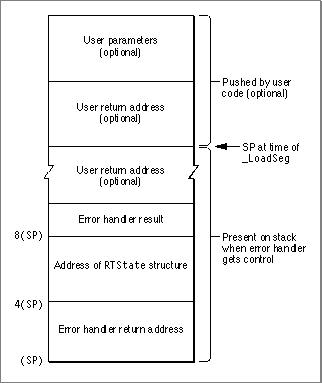 User parameters
(optional)
Pushed by user
code (optional)
User return address
(optional)
SP at time of
_LoadSeg
User return address
(optional)
Error handler result
8(SP)
Present on stack
when error handler
gets control
Address of RTState structure
4(SP)
Error handler return address
(SP)